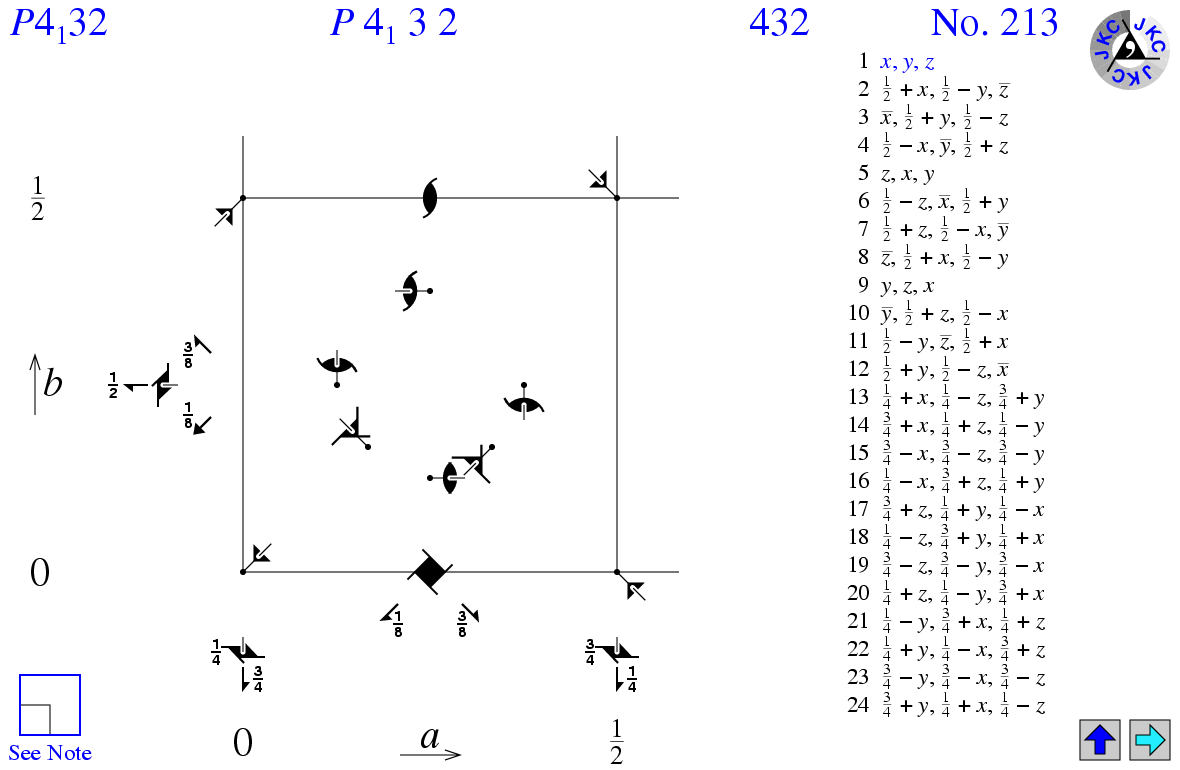 P4₁32 P 4₁ 3 2 432 No. 213
JKC JKC JKC
1 x, y, z
2 ½ + x, ½ − y, z̅
3 x̅, ½ + y, ½ − z
4 ½ − x, y̅, ½ + z
5 z, x, y
6 ½ − z, x̅, ½ + y
7 ½ + z, ½ − x, y̅
8 z̅, ½ + x, ½ − y
9 y, z, x
10 y̅, ½ + z, ½ − x
11 ½ − y, z̅, ½ + x
12 ½ + y, ½ − z, x̅
13 ¼ + x, ¼ − z, ¾ + y
14 ¾ + x, ¼ + z, ¼ − y
15 ¾ − x, ¾ − z, ¾ − y
16 ¼ − x, ¾ + z, ¼ + y
17 ¾ + z, ¼ + y, ¼ − x
18 ¼ − z, ¾ + y, ¼ + x
19 ¾ − z, ¾ − y, ¾ − x
20 ¼ + z, ¼ − y, ¾ + x
21 ¼ − y, ¾ + x, ¼ + z
22 ¼ + y, ¼ − x, ¾ + z
23 ¾ − y, ¾ − x, ¾ − z
24 ¾ + y, ¼ + x, ¼ − z
½
⅜
½
b
⅛
0
⅛ ⅜
¼ ¾
¾ ¼
0 a ½
See Note